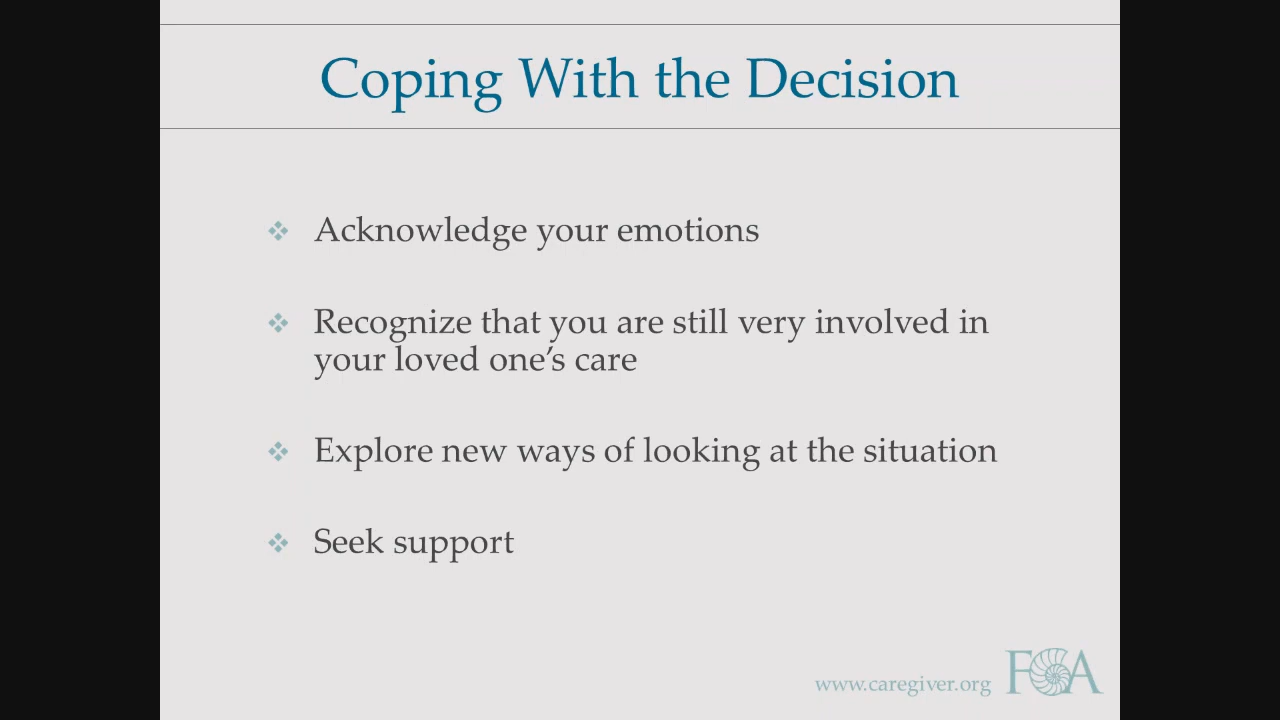 Coping With the Decision
Acknowledge your emotions
Recognize that you are still very involved in
your loved one’s care
Explore new ways of looking at the situation
Seek support
www.caregiver.org
FCA